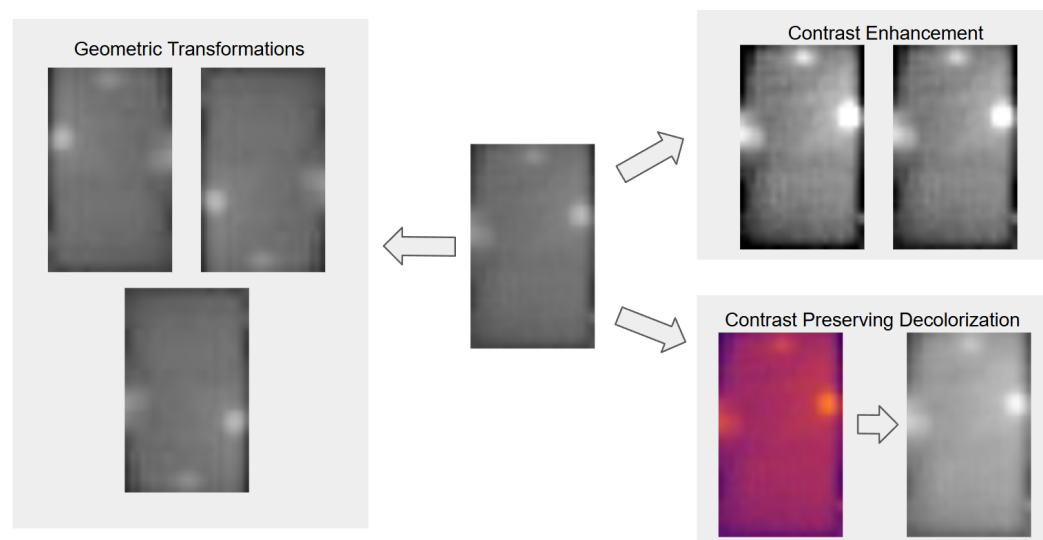 Geometric Transformations
Contrast Enhancement
Contrast Preserving Decolorization